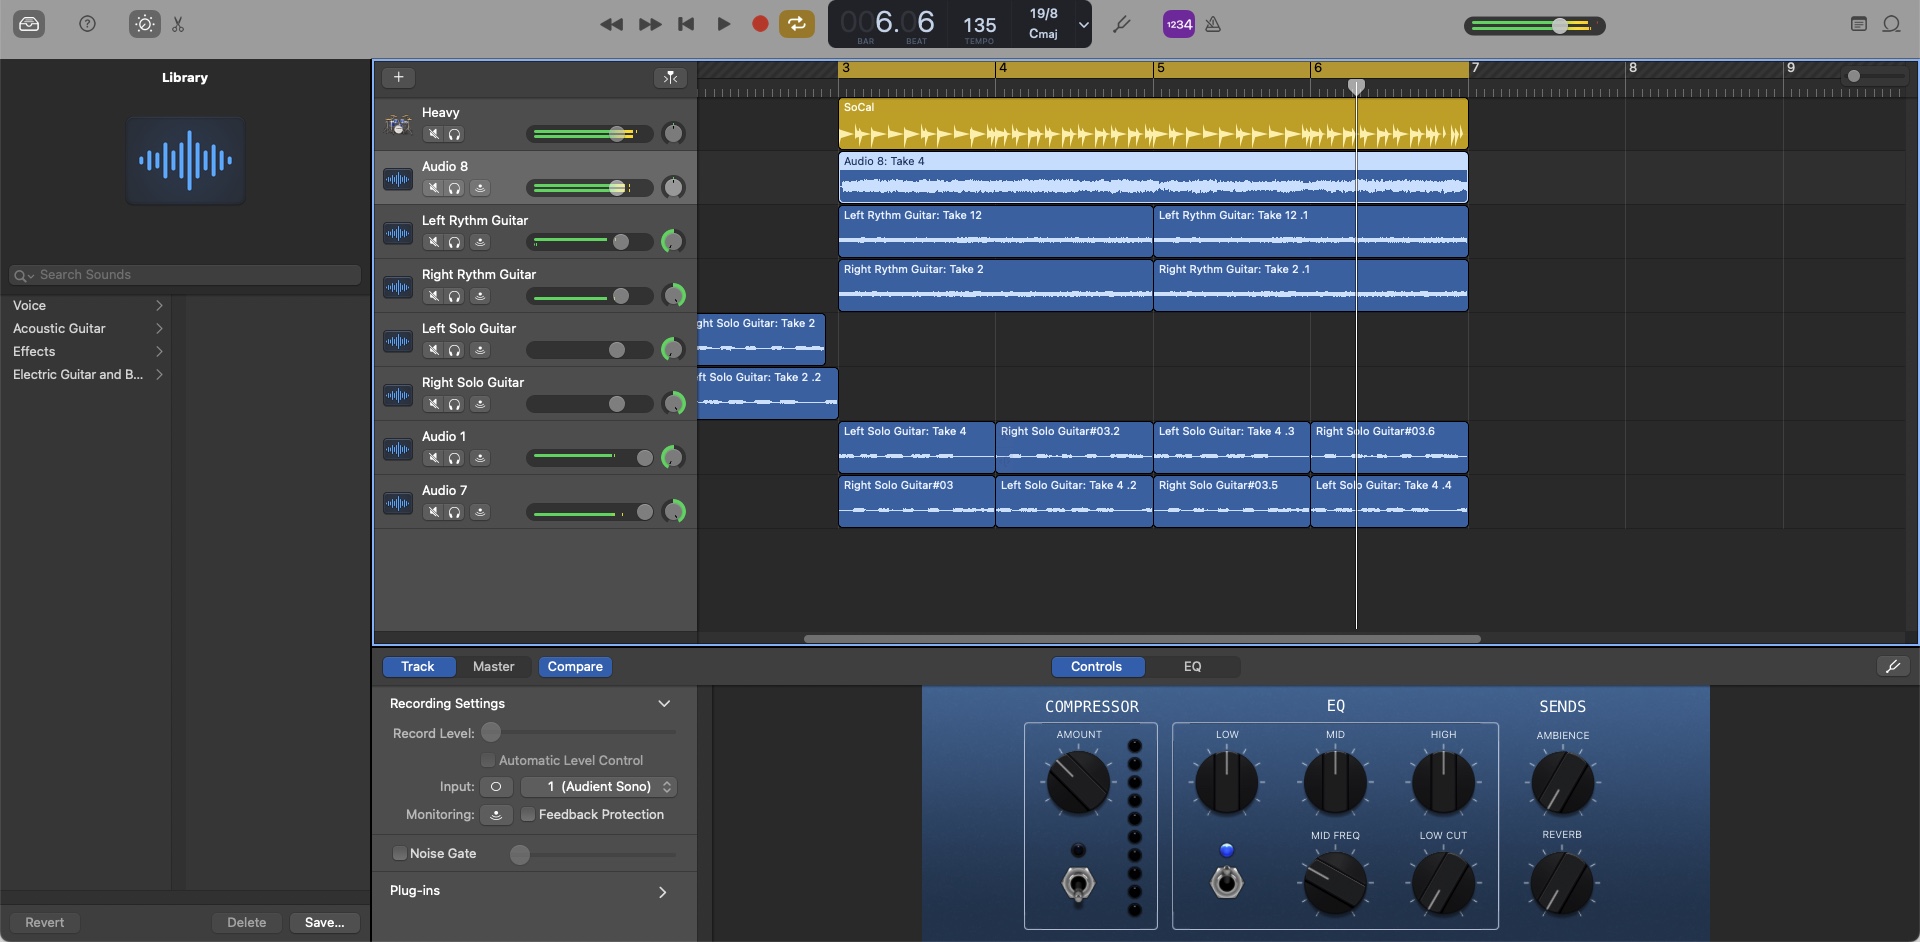 006.06
BAR
BEAT
135
TEMPO
19/8
Cmaj
1234
Library
Search Sounds
Voice
Acoustic Guitar
Effects
Electric Guitar and B...
Revert
Delete
Save...
3 4 5 6 7 8 9
Heavy
SoCal
Audio 8
Audio 8: Take 4
Left Rythm Guitar
Left Rythm Guitar: Take 12
Left Rythm Guitar: Take 12 .1
Right Rythm Guitar
Right Rythm Guitar: Take 2
Right Rythm Guitar: Take 2 .1
Left Solo Guitar
ght Solo Guitar: Take 2
Right Solo Guitar
ft Solo Guitar: Take 2 .2
Audio 1
Left Solo Guitar: Take 4
Right Solo Guitar#03.2
Left Solo Guitar: Take 4 .3
Right Solo Guitar#03.6
Audio 7
Right Solo Guitar#03
Left Solo Guitar: Take 4 .2
Right Solo Guitar#03.5
Left Solo Guitar: Take 4 .4
Track
Master
Compare
Controls
EQ
Recording Settings
Record Level:
Automatic Level Control
Input:
1 (Audient Sono)
Monitoring:
Feedback Protection
Noise Gate
Plug-ins
COMPRESSOR
AMOUNT
EQ
LOW
MID
HIGH
MID FREQ
LOW CUT
SENDS
AMBIENCE
REVERB